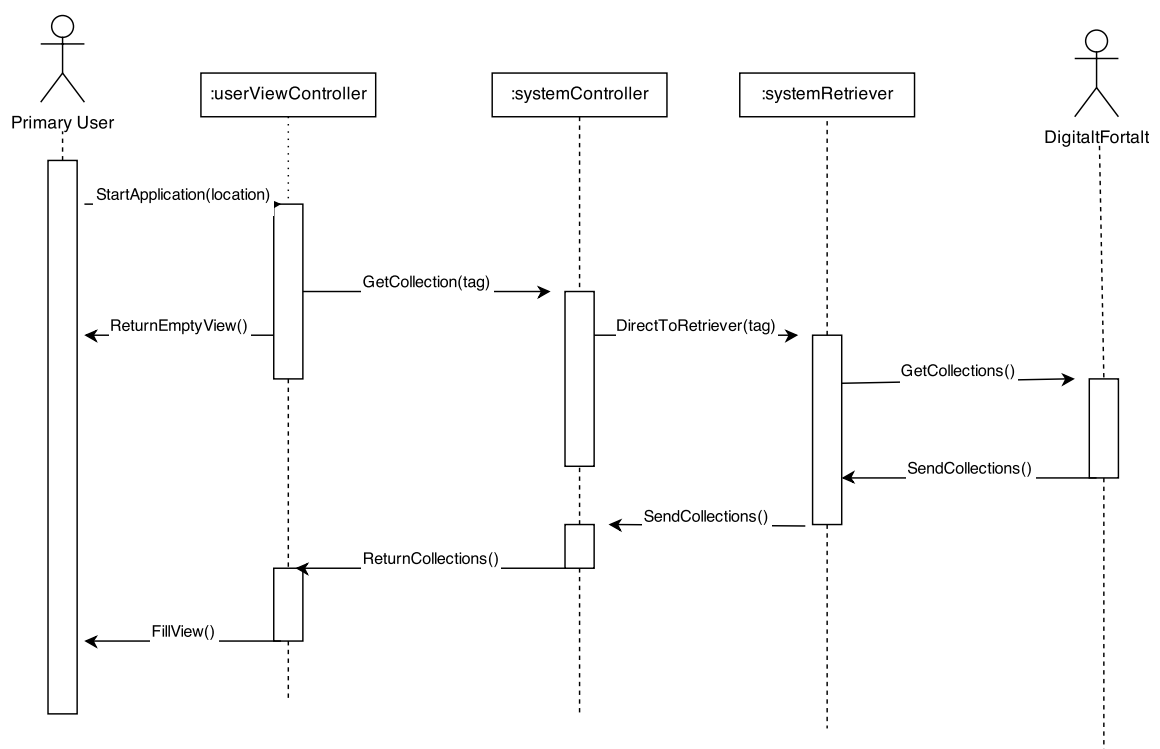 :userViewController
:systemController
:systemRetriever
Primary User
DigitaltFortalt
StartApplication(location)
GetCollection(tag)
ReturnEmptyView()
DirectToRetriever(tag)
GetCollections()
SendCollections()
SendCollections()
ReturnCollections()
FillView()